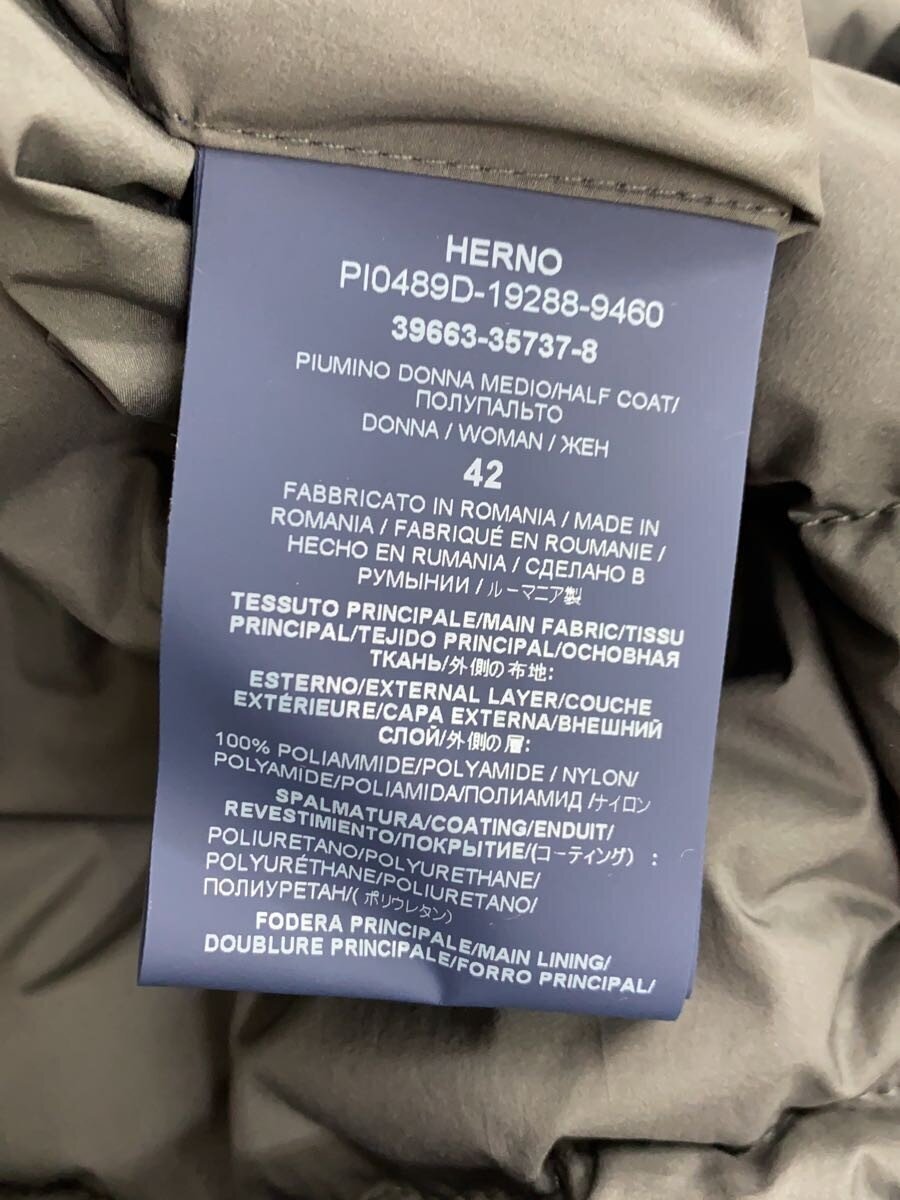 HERNO
PI0489D-19288-9460
39663-35737-8
PIUMINO DONNA MEDIO/HALF COAT/
ПОЛУПАЛЬТО
DONNA / WOMAN / ЖЕН
42
FABBRICATO IN ROMANIA / MADE IN
ROMANIA / FABRIQUÉ EN ROUMANIE /
HECHO EN RUMANIA / СДЕЛАНО В
РУМЫНИИ / ルーマニア製
TESSUTO PRINCIPALE/MAIN FABRIC/TISSU
PRINCIPAL/TEJIDO PRINCIPAL/ОСНОВНАЯ
ТКАНЬ/外側の布地:
ESTERNO/EXTERNAL LAYER/COUCHE
EXTÉRIEURE/CAPA EXTERNA/ВНЕШНИЙ
СЛОЙ/外側の層:
100% POLIAMMIDE/POLYAMIDE / NYLON/
POLYAMIDE/POLIAMIDA/ПОЛИАМИД /ナイロン
SPALMATURA/COATING/ENDUIT/
REVESTIMIENTO/ПОКРЫТИЕ/(コーティング) :
POLIURETANO/POLYURETHANE/
POLYURÉTHANE/POLIURETANO/
ПОЛИУРЕТАН/( ポリウレタン)
FODERA PRINCIPALE/MAIN LINING/
DOUBLURE PRINCIPALE/FORRO PRINCIPAL/